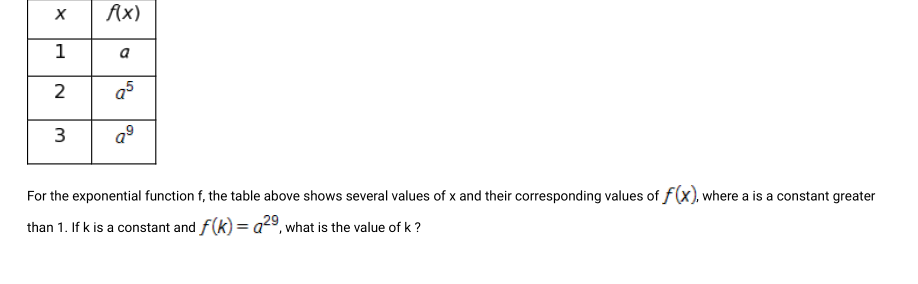 x f(x)
1 a
2 a⁵
3 a⁹
For the exponential function f, the table above shows several values of x and their corresponding values of f(x), where a is a constant greater
than 1. If k is a constant and f(k) = a²⁹, what is the value of k ?